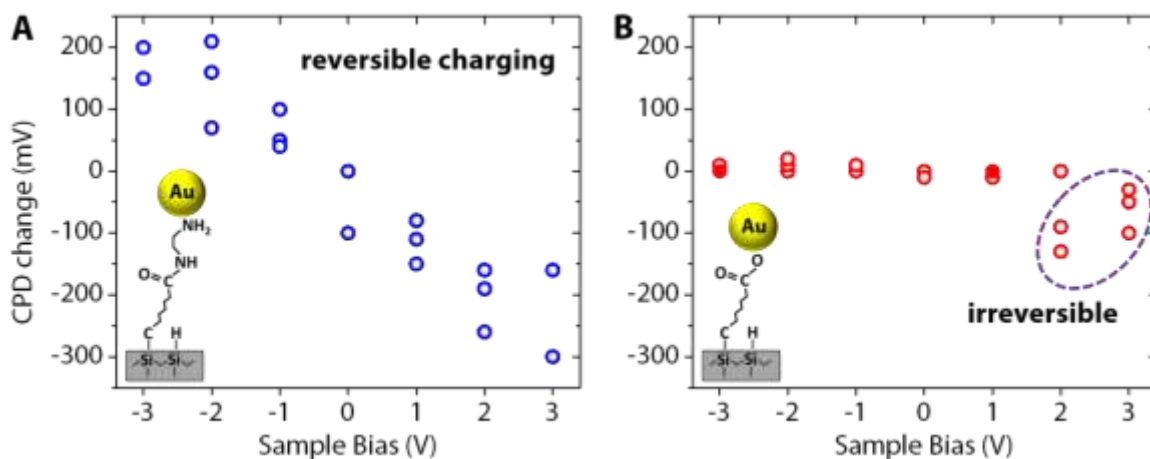 A
reversible charging
CPD change (mV)
200
100
0
-100
-200
-300
Au
NH2
NH
O
C
C H
Si Si
-3 -2 -1 0 1 2 3
Sample Bias (V)
B
200
100
0
-100
-200
-300
Au
O
O
C
irreversible
C H
Si Si
-3 -2 -1 0 1 2 3
Sample Bias (V)